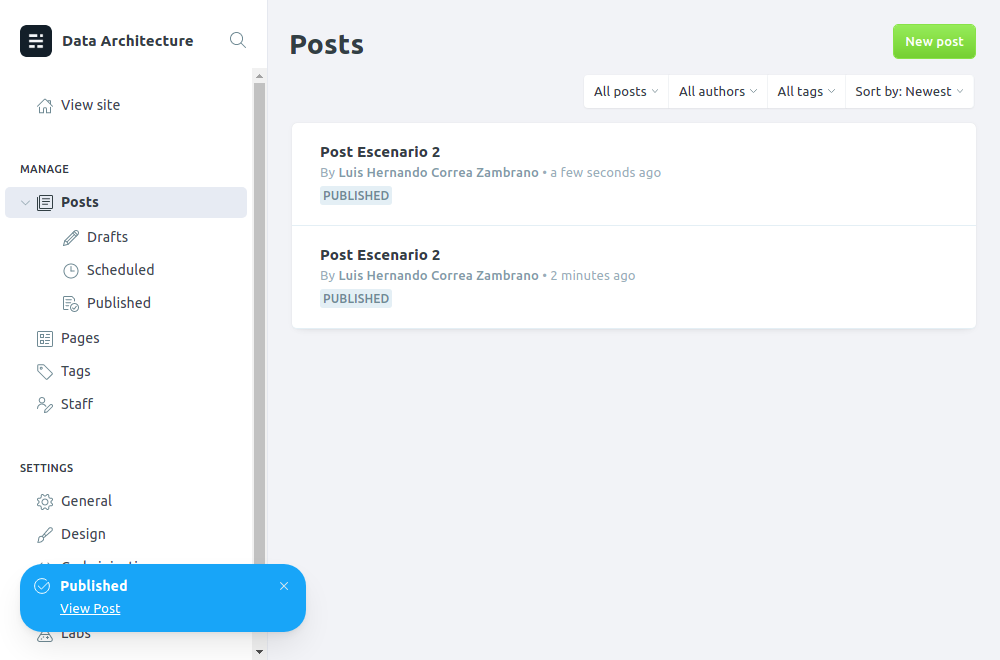 Data Architecture
View site
MANAGE
Posts
Drafts
Scheduled
Published
Pages
Tags
Staff
SETTINGS
General
Design
Published
View Post
Labs
Posts
New post
All posts
All authors
All tags
Sort by: Newest
Post Escenario 2
By Luis Hernando Correa Zambrano • a few seconds ago
PUBLISHED
Post Escenario 2
By Luis Hernando Correa Zambrano • 2 minutes ago
PUBLISHED